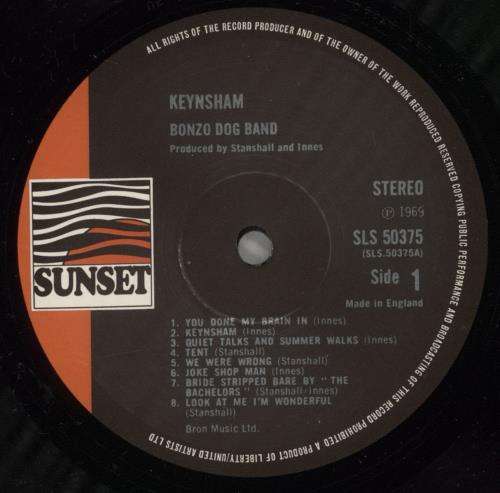 ALL RIGHTS OF THE RECORD PRODUCER AND OF THE OWNER OF THE WORK REPRODUCED RESERVED COPYING PUBLIC PERFORMANCE AND BROADCASTING OF THIS RECORD PROHIBITED A PRODUCT OF LIBERTY/UNITED ARTISTS LTD
KEYNSHAM
BONZO DOG BAND
Produced by Stanshall and Innes
STEREO
℗ 1969
SLS 50375
(SLS.50375A)
Side 1
Made in England
SUNSET
1. YOU DONE MY BRAIN IN (Innes)
2. KEYNSHAM (Innes)
3. QUIET TALKS AND SUMMER WALKS (Innes)
4. TENT (Stanshall)
5. WE WERE WRONG (Stanshall)
6. JOKE SHOP MAN (Innes)
7. BRIDE STRIPPED BARE BY " THE
BACHELORS " (Stanshall/Innes)
8. LOOK AT ME I'M WONDERFUL
(Stanshall)
Bron Music Ltd.